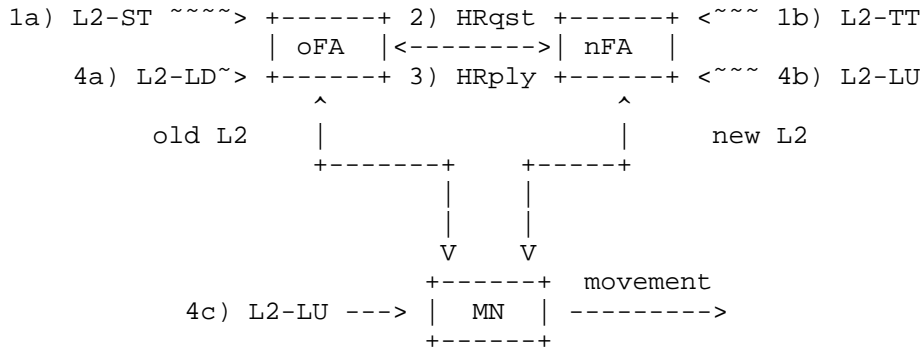 1a) L2-ST ~~~~> +------+ 2) HRqst +------+ <~~~ 1b) L2-TT
| oFA |<-------->| nFA |
4a) L2-LD~> +------+ 3) HRply +------+ <~~~ 4b) L2-LU
^ ^
old L2 | | new L2
+-------+ +-----+
| |
| |
V V
+------+ movement
4c) L2-LU ---> | MN | --------->
+------+